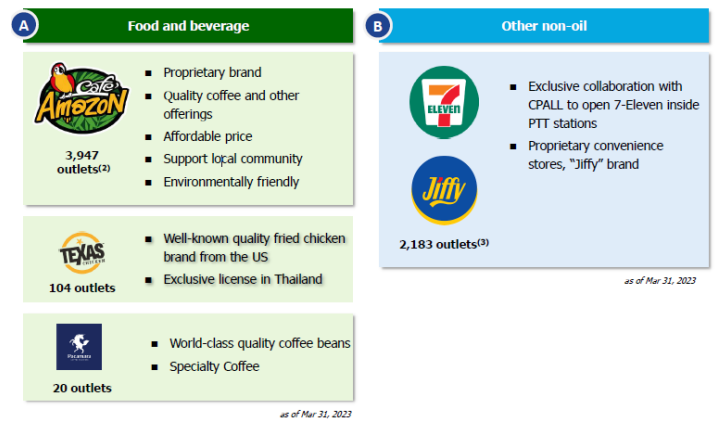 A
Food and beverage
Café
Amazon
3,947
outlets(2)
■ Proprietary brand
■ Quality coffee and other
offerings
■ Affordable price
■ Support local community
■ Environmentally friendly
TEXAS
CHICKEN
104 outlets
■ Well-known quality fried chicken
brand from the US
■ Exclusive license in Thailand
Pacamara
20 outlets
■ World-class quality coffee beans
■ Specialty Coffee
as of Mar 31, 2023
B
Other non-oil
7
ELEVEN
Jiffy
2,183 outlets(3)
■ Exclusive collaboration with
CPALL to open 7-Eleven inside
PTT stations
■ Proprietary convenience
stores, “Jiffy” brand
as of Mar 31, 2023